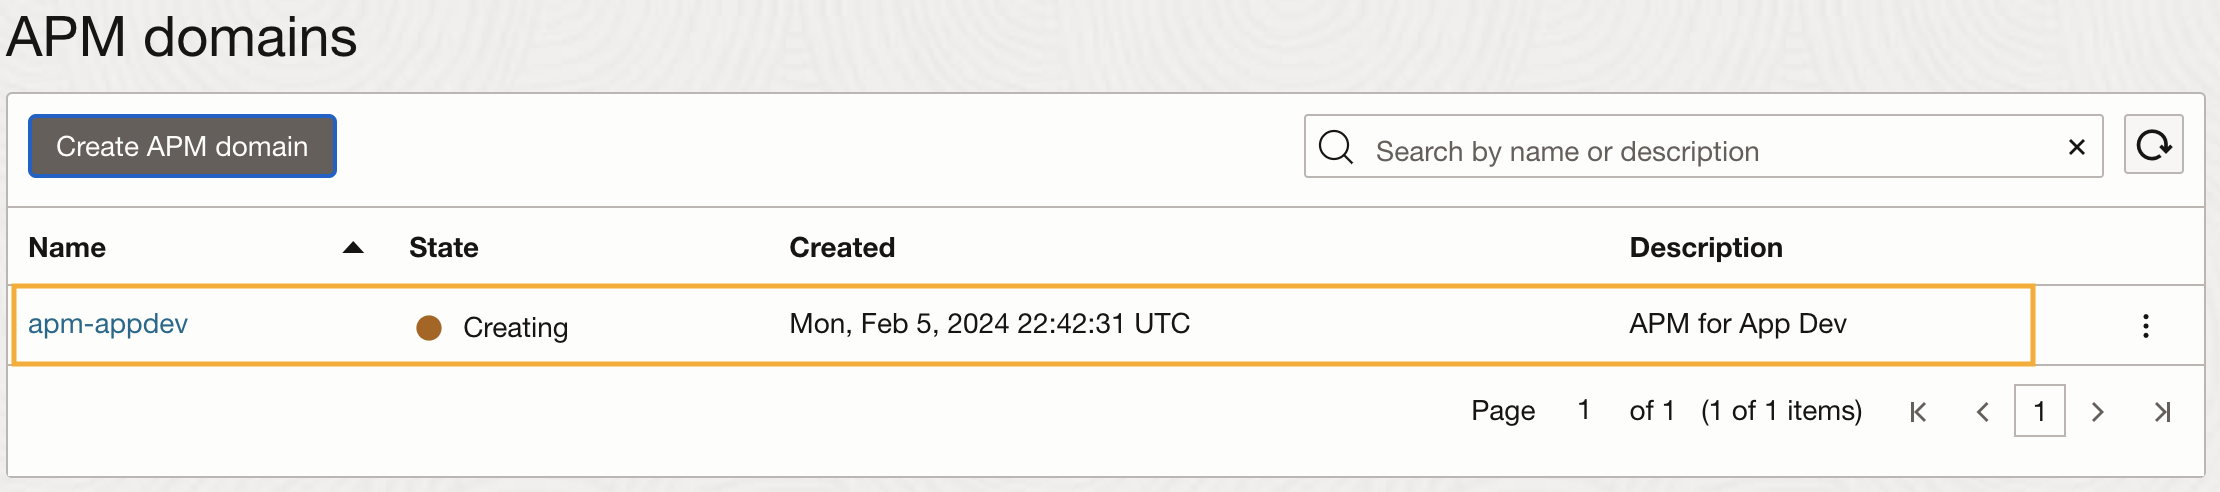 APM domains
Create APM domain
Search by name or description
Name State Created Description
apm-appdev Creating Mon, Feb 5, 2024 22:42:31 UTC APM for App Dev
Page 1 of 1 (1 of 1 items) 1